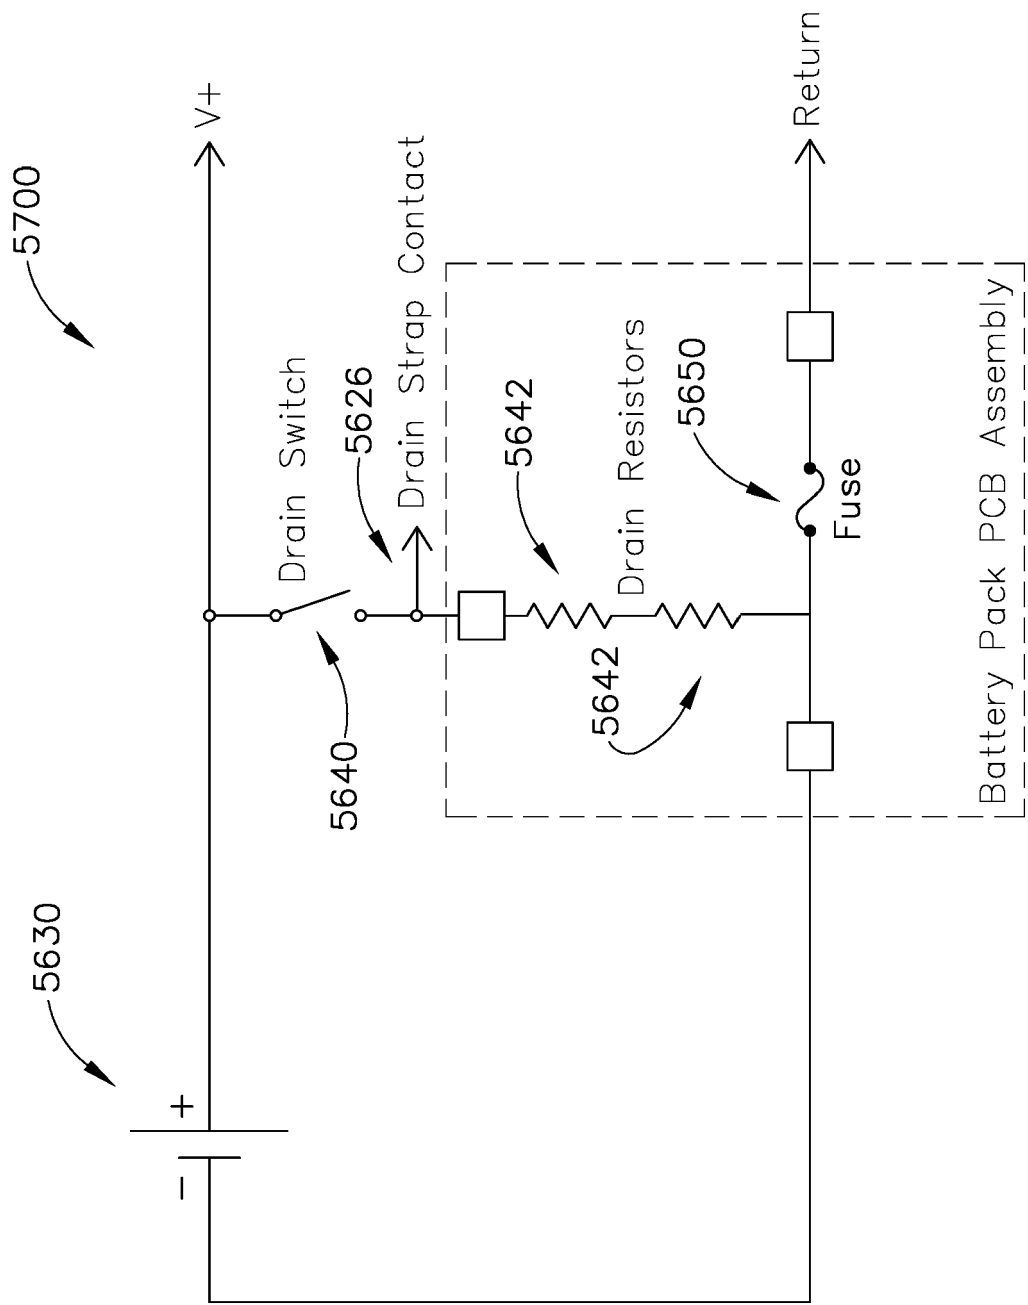 5700
V+
5630
+
−
Drain Switch
5640
5626
Drain Strap Contact
5642
Drain Resistors
5642
5650
Fuse
Return
Battery Pack PCB Assembly